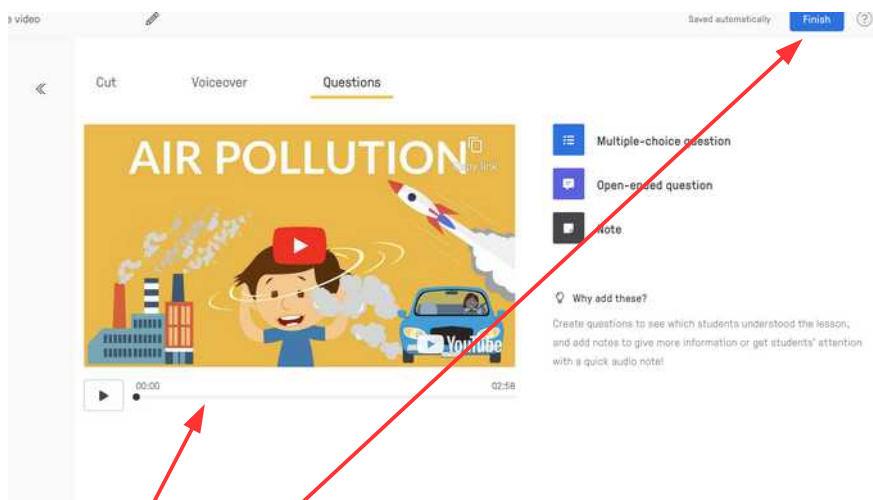 e video
Saved automatically
Finish
?
Cut
Voiceover
Questions
AIR POLLUTION
Copy link
YouTube
Multiple-choice question
Open-ended question
Note
Why add these?
Create questions to see which students understood the lesson,
and add notes to give more information or get students' attention
with a quick audio note!
00:00
02:58